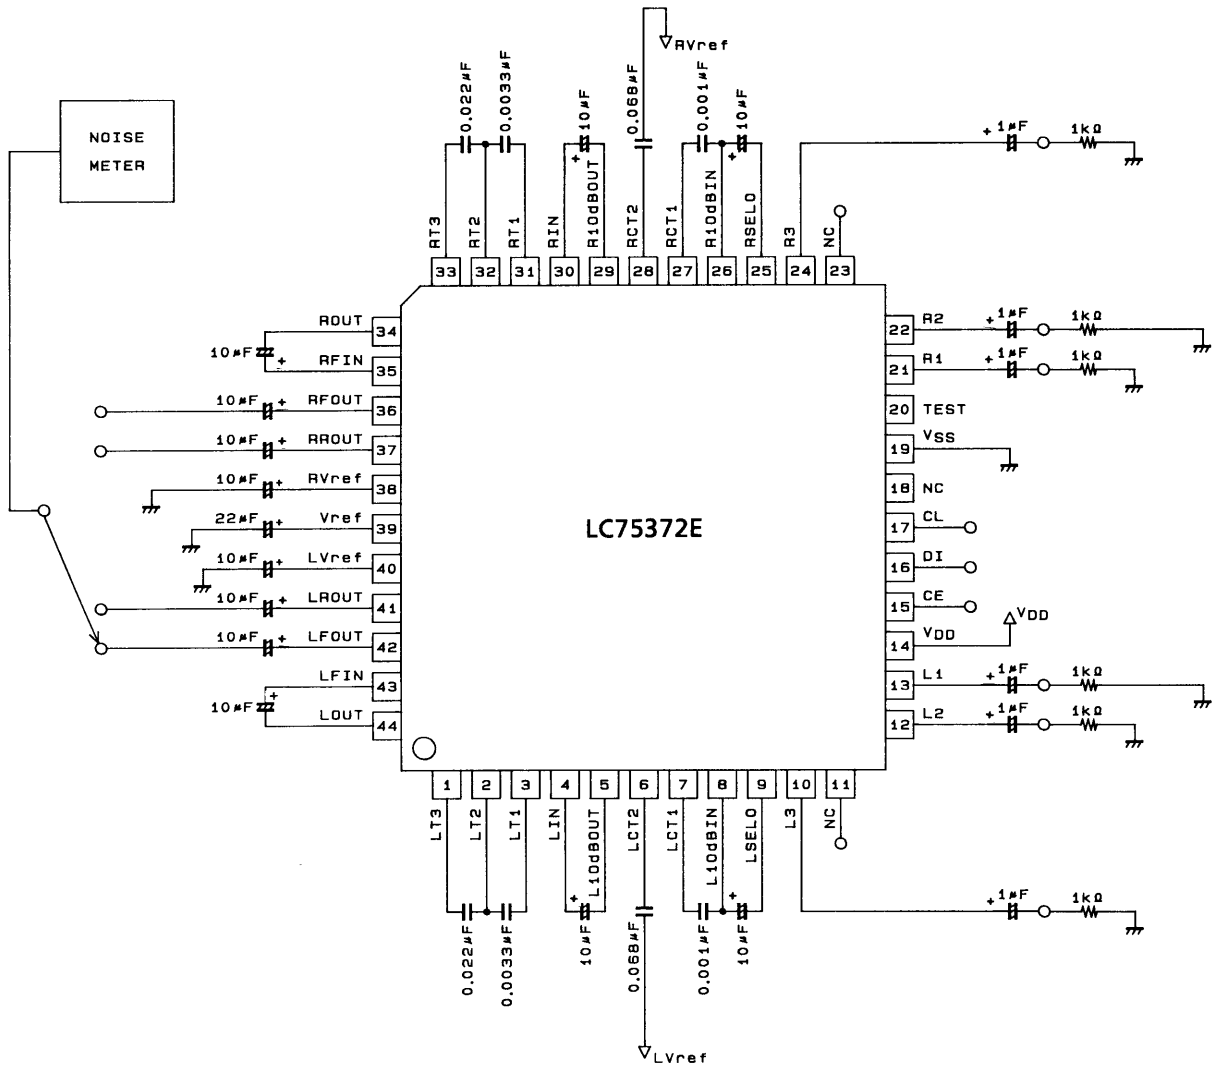 NOISE
METER
RVref
0.022μF
0.0033μF
10μF
0.068μF
0.001μF
10μF
RT3
RT2
RT1
RIN
R10dBOUT
RCT2
RCT1
R10dBIN
RSELO
R3
NC
33
32
31
30
29
28
27
26
25
24
23
1μF
1kΩ
ROUT
34
10μF
RFIN
35
10μF
RFOUT
36
10μF
RROUT
37
10μF
RVref
38
22μF
Vref
39
10μF
LVref
40
10μF
LROUT
41
10μF
LFOUT
42
LFIN
43
10μF
LOUT
44
LC75372E
22
R2
1μF
1kΩ
21
R1
1μF
1kΩ
20
TEST
19
VSS
18
NC
17
CL
16
DI
15
CE
14
VDD
VDD
13
L1
1μF
1kΩ
12
L2
1μF
1kΩ
1
2
3
4
5
6
7
8
9
10
11
LT3
LT2
LT1
LIN
L10dBOUT
LCT2
LCT1
L10dBIN
LSELO
L3
NC
1μF
1kΩ
0.022μF
0.0033μF
10μF
0.068μF
0.001μF
10μF
LVref